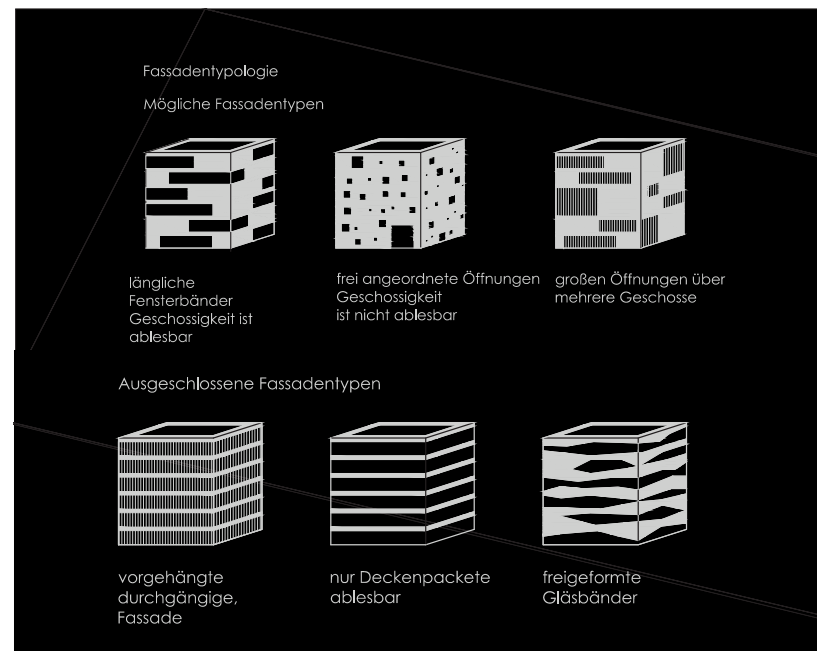 Fassadentypologie
Mögliche Fassadentypen
längliche
Fensterbänder
Geschossigkeit ist
ablesbar
frei angeordnete Öffnungen
Geschossigkeit
ist nicht ablesbar
großen Öffnungen über
mehrere Geschosse
Ausgeschlossene Fassadentypen
vorgehängte
durchgängige,
Fassade
nur Deckenpackete
ablesbar
freigeformte
Gläsbänder